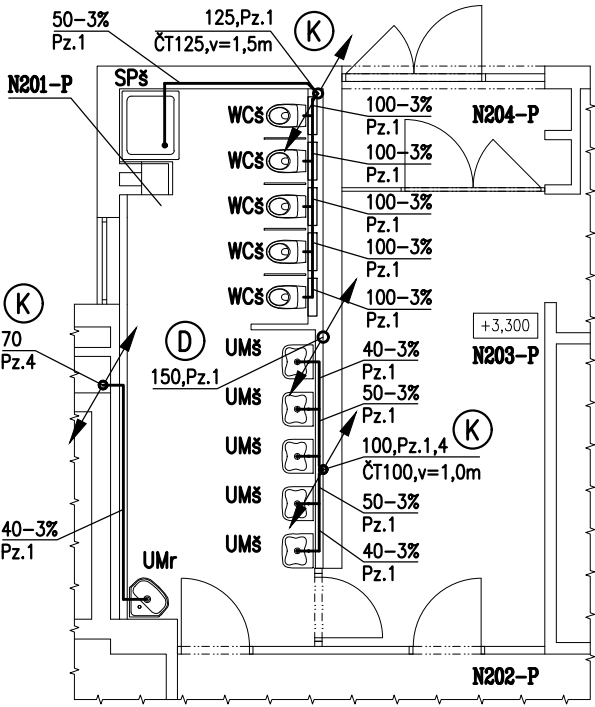 50-3%
Pz.1
125,Pz.1
ČT125,v=1,5m
K
SPš
N201-P
WCš
100-3%
Pz.1
N204-P
WCš
100-3%
Pz.1
WCš
100-3%
Pz.1
WCš
100-3%
Pz.1
WCš
100-3%
Pz.1
K
70
Pz.4
D
150,Pz.1
+3,300
N203-P
UMš
40-3%
Pz.1
UMš
50-3%
Pz.1
K
UMš
100,Pz.1,4
ČT100,v=1,0m
UMš
50-3%
Pz.1
UMš
40-3%
Pz.1
40-3%
Pz.1
UMr
N202-P